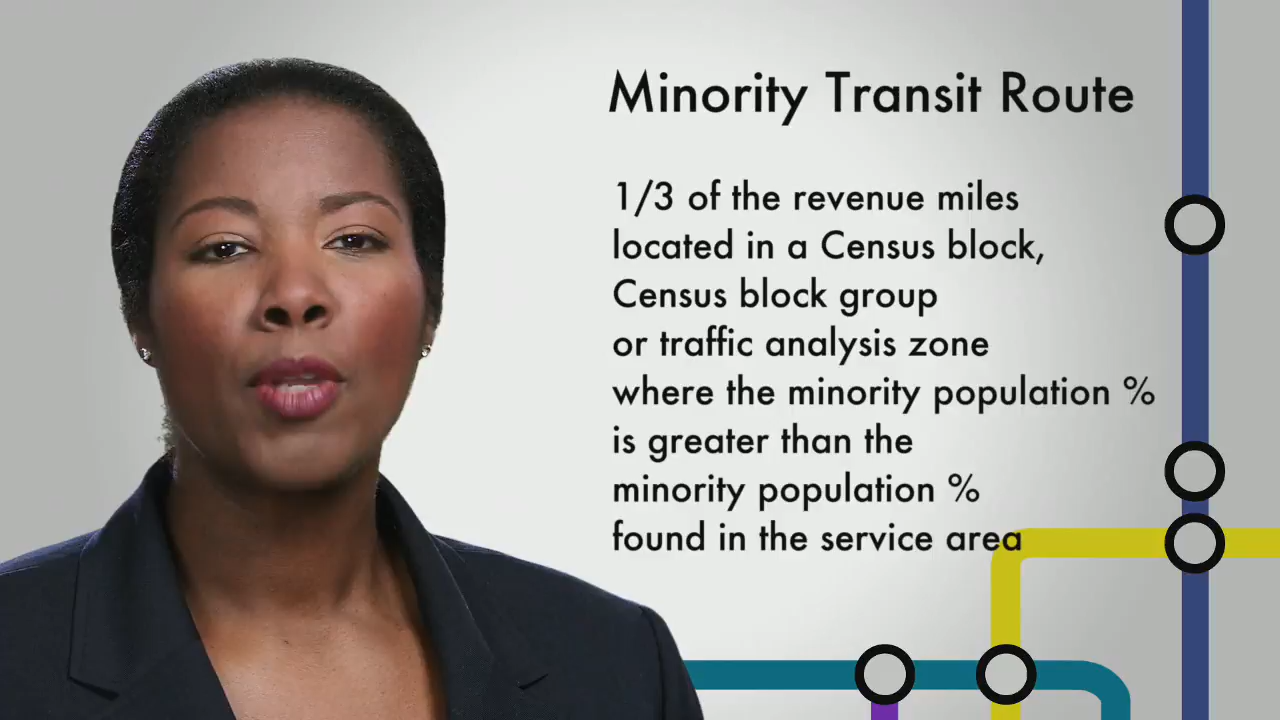 Minority Transit Route
1/3 of the revenue miles
located in a Census block,
Census block group
or traffic analysis zone
where the minority population %
is greater than the
minority population %
found in the service area